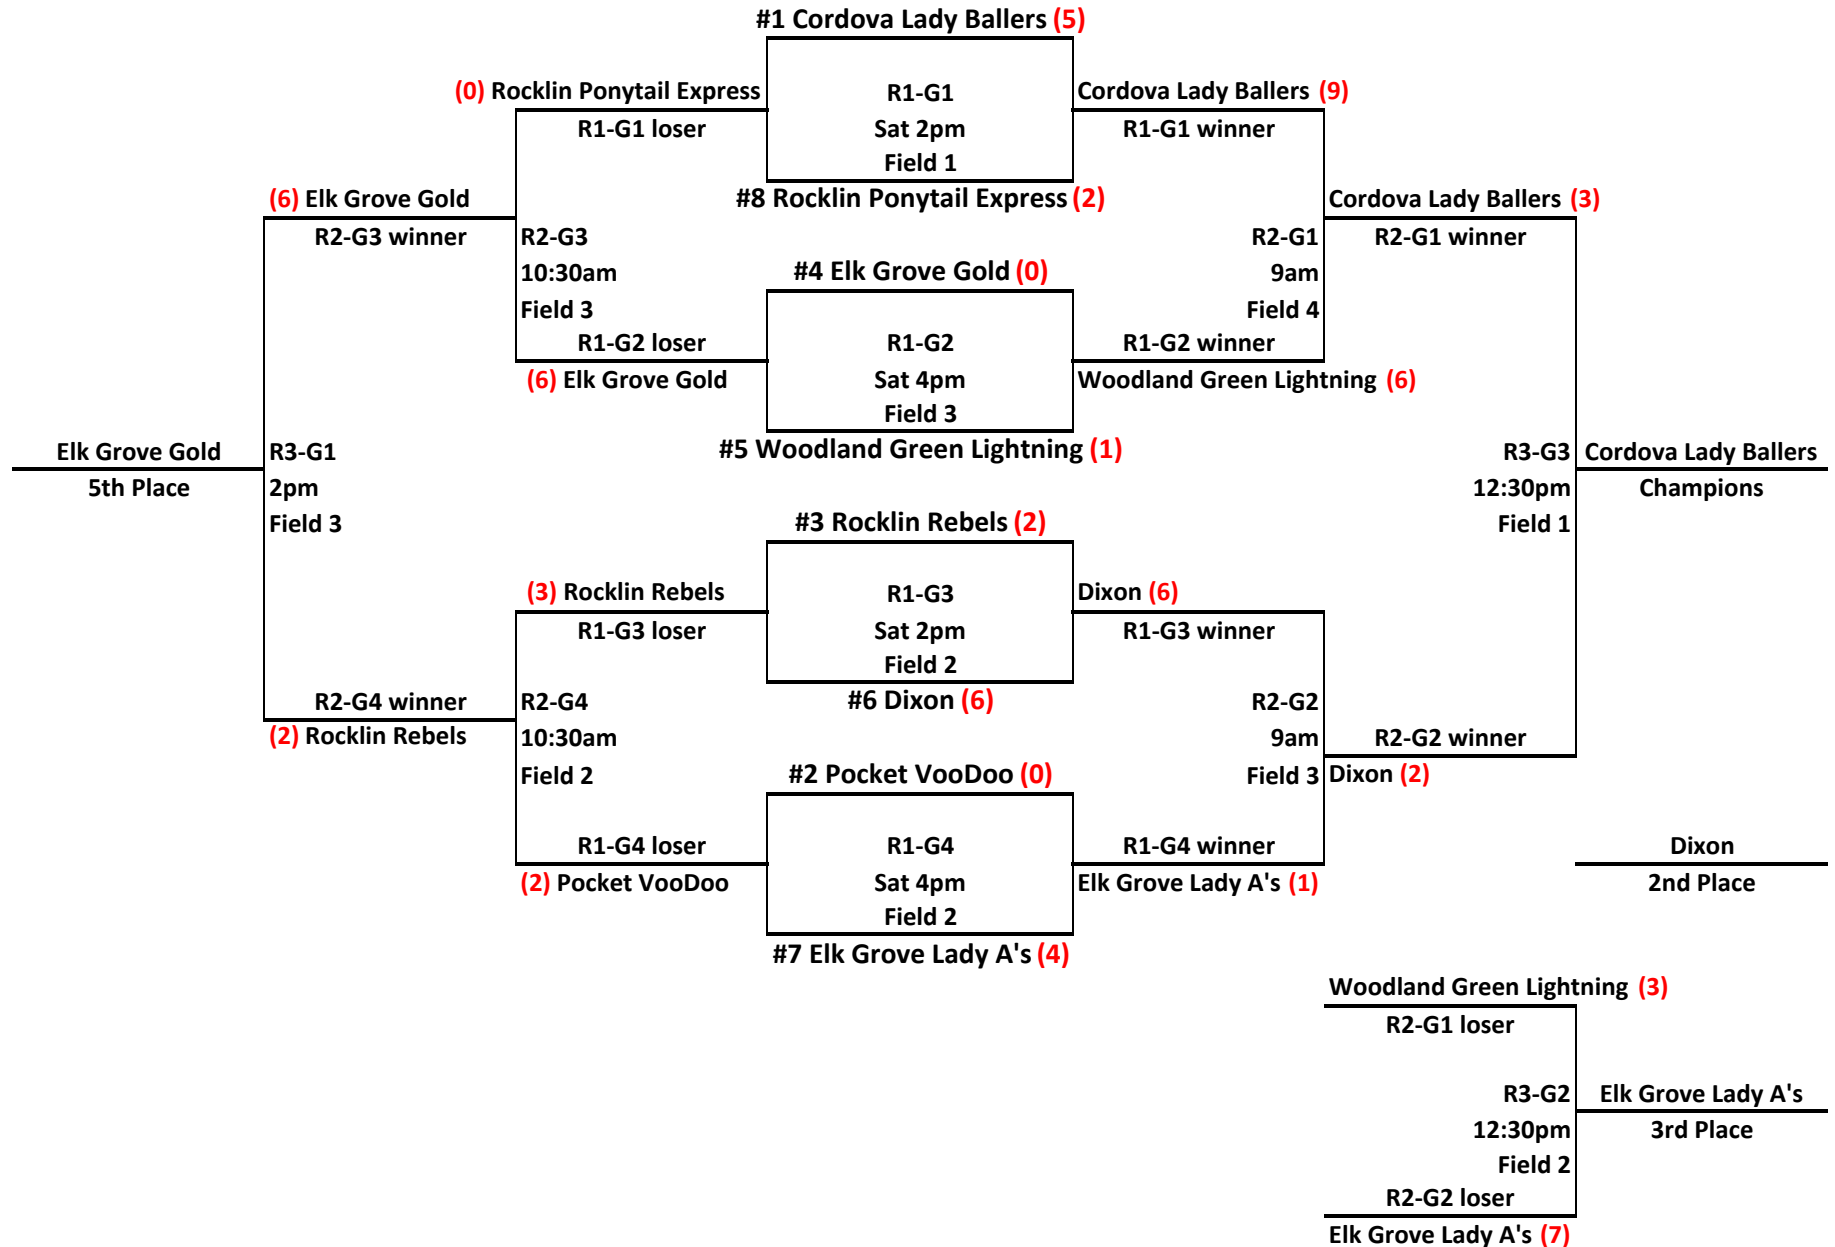 #1 Cordova Lady Ballers (5)
(0) Rocklin Ponytail Express
R1-G1
Cordova Lady Ballers (9)
R1-G1 loser
Sat 2pm
R1-G1 winner
Field 1
(6) Elk Grove Gold
#8 Rocklin Ponytail Express (2)
Cordova Lady Ballers (3)
R2-G3 winner
R2-G3
R2-G1
R2-G1 winner
10:30am
#4 Elk Grove Gold (0)
9am
Field 3
Field 4
R1-G2 loser
R1-G2
R1-G2 winner
(6) Elk Grove Gold
Sat 4pm
Woodland Green Lightning (6)
Field 3
Elk Grove Gold
R3-G1
#5 Woodland Green Lightning (1)
R3-G3
Cordova Lady Ballers
5th Place
2pm
12:30pm
Champions
Field 3
#3 Rocklin Rebels (2)
Field 1
(3) Rocklin Rebels
R1-G3
Dixon (6)
R1-G3 loser
Sat 2pm
R1-G3 winner
Field 2
R2-G4 winner
R2-G4
#6 Dixon (6)
R2-G2
(2) Rocklin Rebels
10:30am
9am
R2-G2 winner
Field 2
#2 Pocket VooDoo (0)
Field 3
Dixon (2)
R1-G4 loser
R1-G4
R1-G4 winner
Dixon
(2) Pocket VooDoo
Sat 4pm
Elk Grove Lady A's (1)
2nd Place
Field 2
#7 Elk Grove Lady A's (4)
Woodland Green Lightning (3)
R2-G1 loser
R3-G2
Elk Grove Lady A's
12:30pm
3rd Place
Field 2
R2-G2 loser
Elk Grove Lady A's (7)